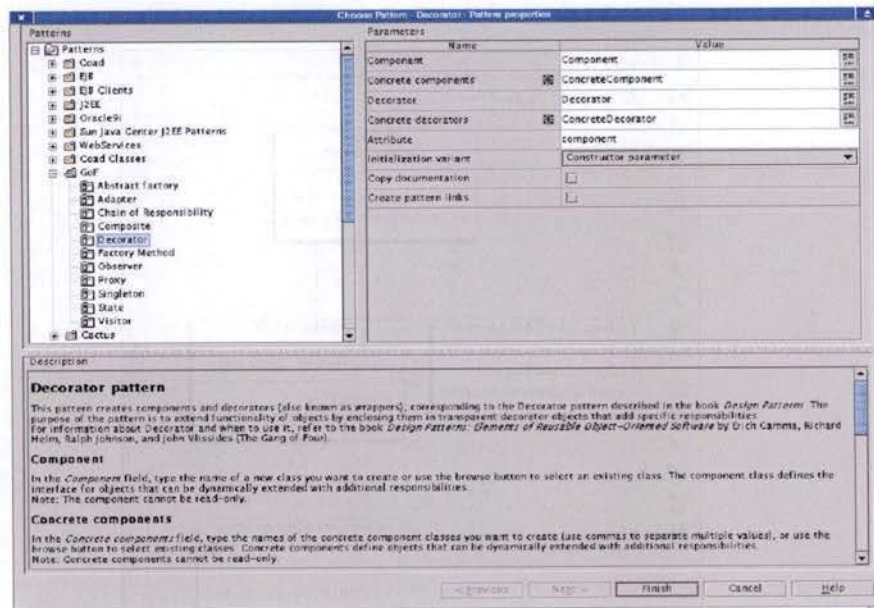 Choose Pattern - Decorator - Pattern properties
Patterns
Patterns
Coad
EJB
EJB Clients
J2EE
Oracle9i
Sun Java Center J2EE Patterns
WebServices
Coad Classes
GoF
Abstract factory
Adapter
Chain of Responsibility
Composite
Decorator
Factory Method
Observer
Proxy
Singleton
State
Visitor
Cactus
Parameters
Name Value
Component Component
Concrete components ConcreteComponent
Decorator Decorator
Concrete decorators ConcreteDecorator
Attribute component
Initialization variant Constructor parameter
Copy documentation
Create pattern links
Description
Decorator pattern
This pattern creates components and decorators (also known as wrappers), corresponding to the Decorator pattern described in the book Design Patterns. The
purpose of the pattern is to extend functionality of objects by enclosing them in transparent decorator objects that add specific responsibilities.
For information about Decorator and when to use it, refer to the book Design Patterns: Elements of Reusable Object-Oriented Software by Erich Gamma, Richard
Helm, Ralph Johnson, and John Vlissides (The Gang of Four).
Component
In the Component field, type the name of a new class you want to create or use the browse button to select an existing class. The component class defines the
interface for objects that can be dynamically extended with additional responsibilities.
Note: The component cannot be read-only.
Concrete components
In the Concrete components field, type the names of the concrete component classes you want to create (use commas to separate multiple values), or use the
browse button to select existing classes. Concrete components define objects that can be dynamically extended with additional responsibilities.
Note: Concrete components cannot be read-only.
< Previous Next > Finish Cancel Help